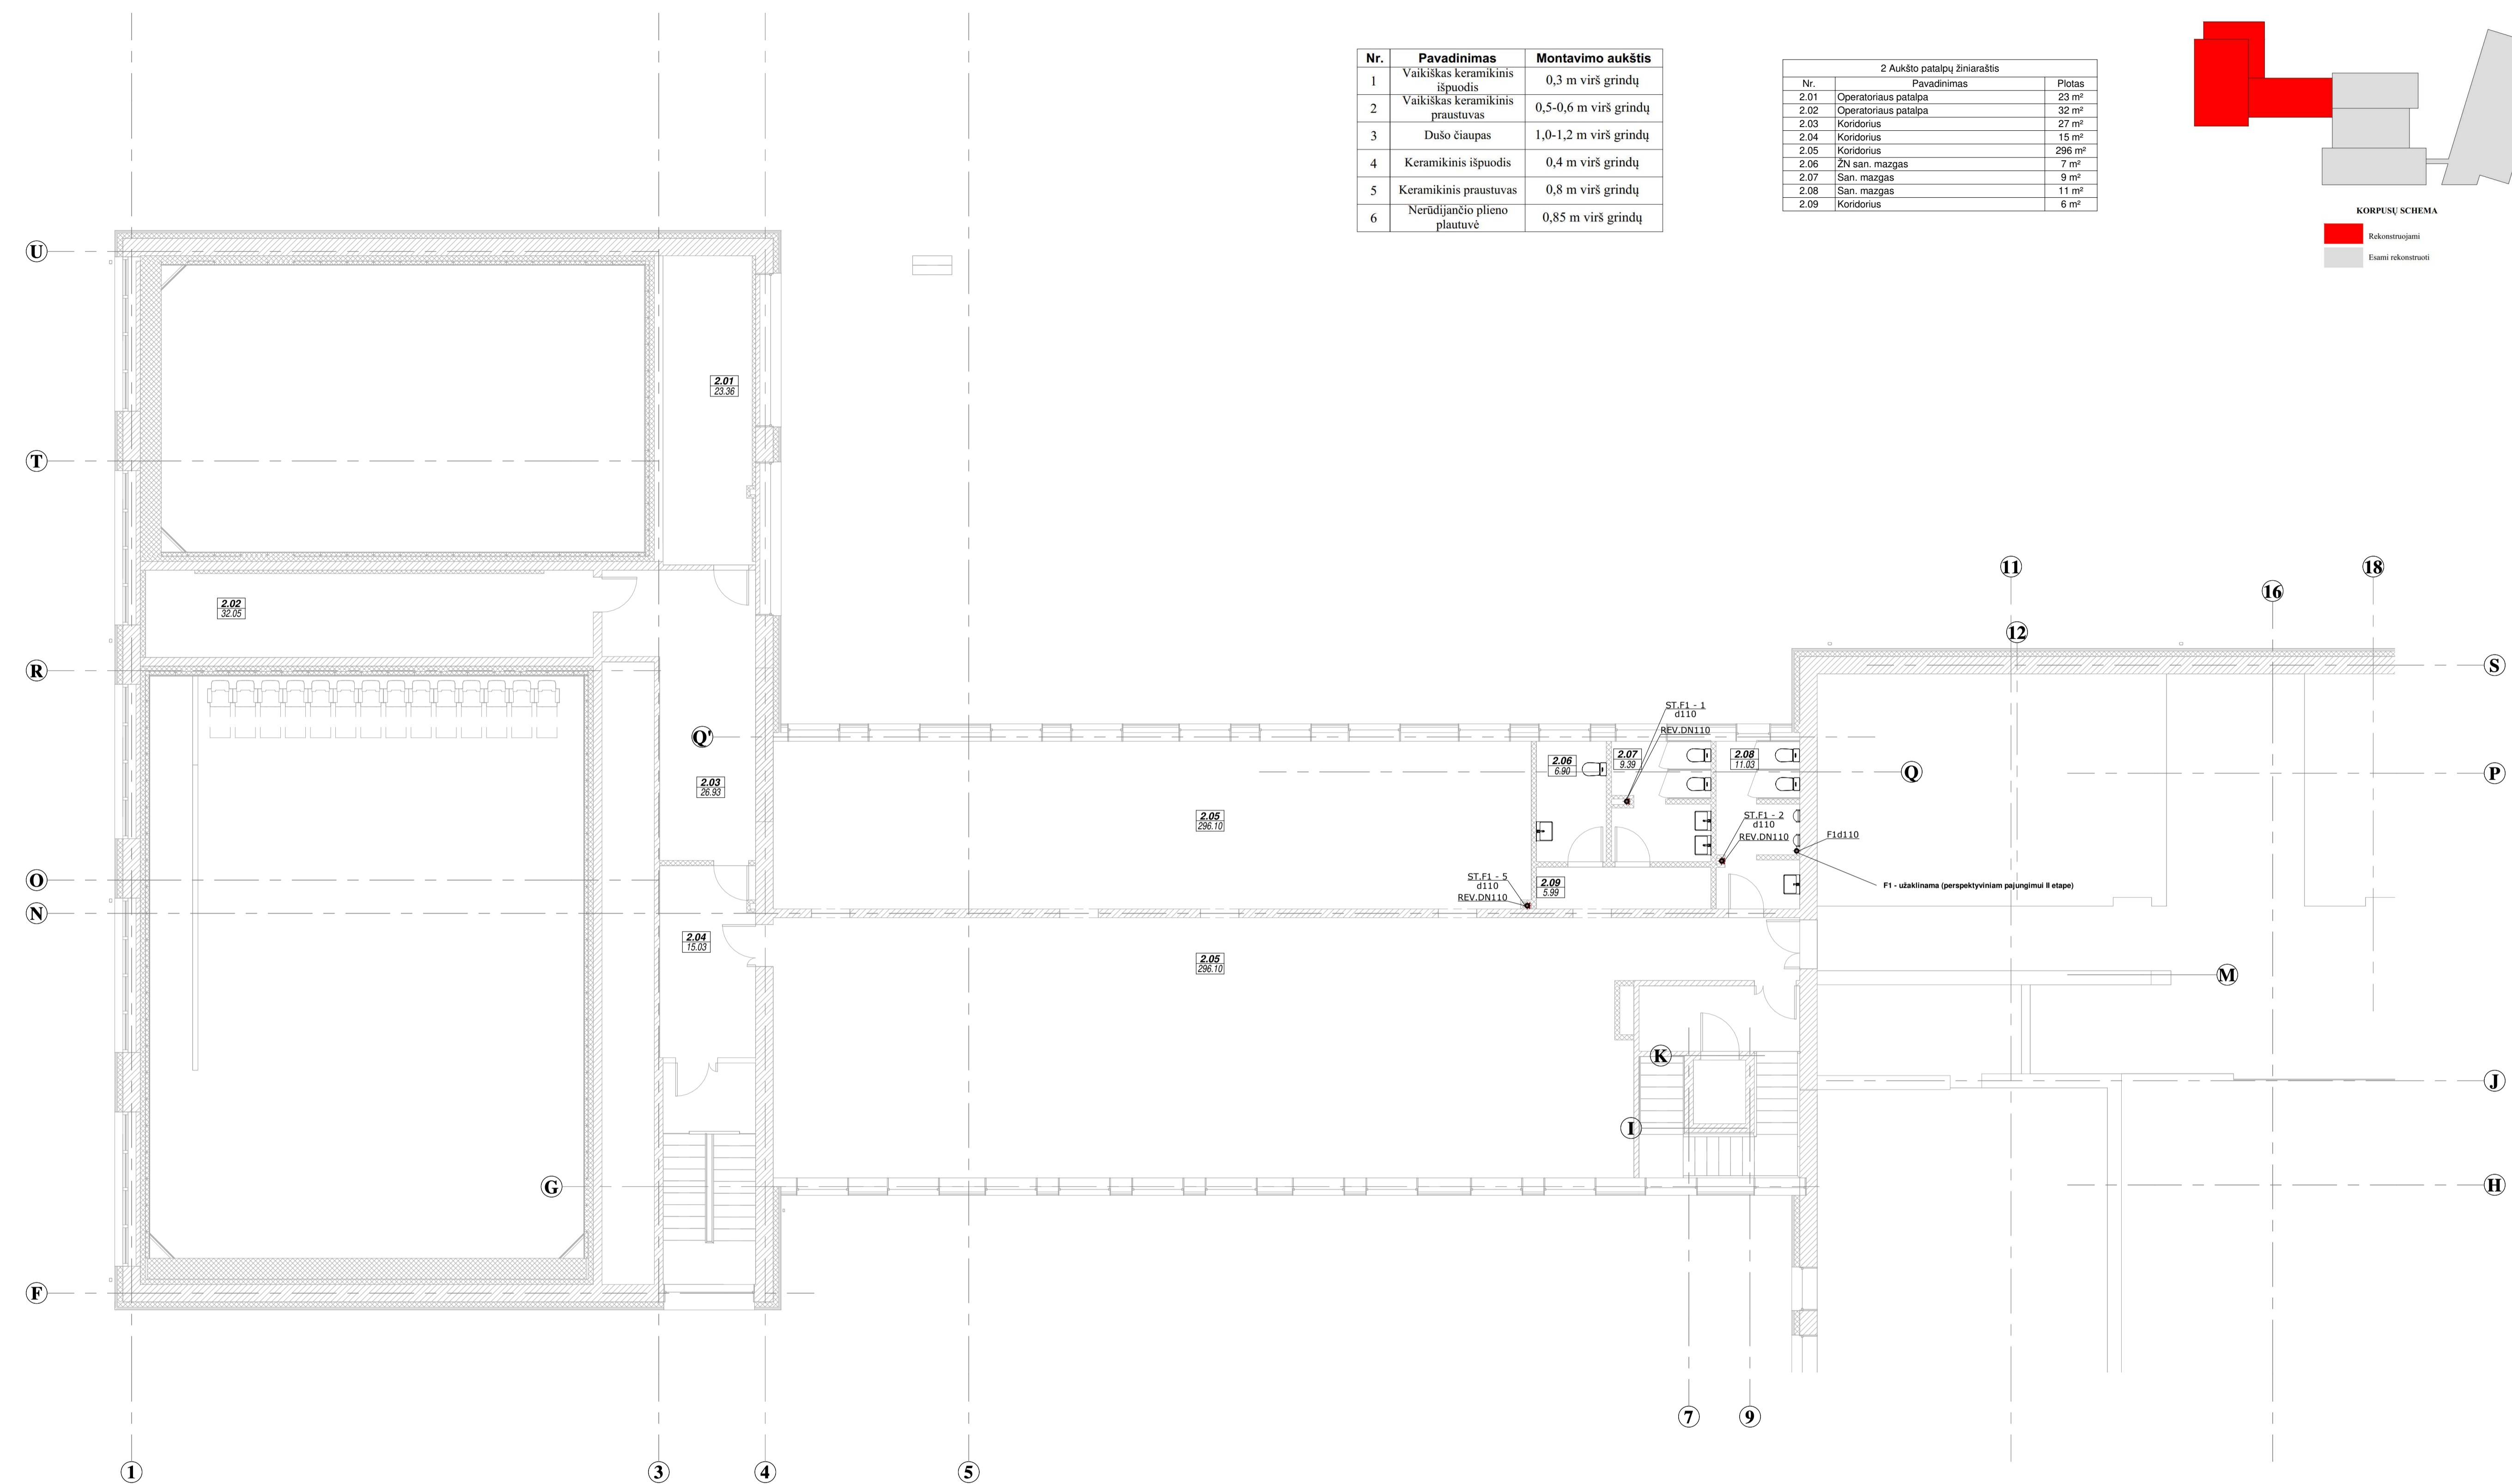 Nr. Pavadinimas Montavimo aukštis
1 Vaikiškas keramikinis išpuodis 0,3 m virš grindų
2 Vaikiškas keramikinis praustuvas 0,5-0,6 m virš grindų
3 Dušo čiaupas 1,0-1,2 m virš grindų
4 Keramikinis išpuodis 0,4 m virš grindų
5 Keramikinis praustuvas 0,8 m virš grindų
6 Nerūdijančio plieno plautuvė 0,85 m virš grindų
2 Aukšto patalpų žiniaraštis
Nr. Pavadinimas Plotas
2.01 Operatoriaus patalpa 23 m²
2.02 Operatoriaus patalpa 32 m²
2.03 Koridorius 27 m²
2.04 Koridorius 15 m²
2.05 Koridorius 296 m²
2.06 ŽN san. mazgas 7 m²
2.07 San. mazgas 9 m²
2.08 San. mazgas 11 m²
2.09 Koridorius 6 m²
KORPUSŲ SCHEMA
Rekonstruojami
Esami rekonstruoti
U
T
2.01
23.36
11
18
16
2.02
32.05
12
R
S
ST.F1 - 1
d110
REV.DN110
Q'
2.06
6.90
2.07
9.39
2.08
11.03
Q
P
2.03
26.93
2.05
296.10
ST.F1 - 2
d110
REV.DN110
F1d110
O
ST.F1 - 5
d110
REV.DN110
2.09
5.99
F1 - užaklinama (perspektyviniam pajungimui II etape)
N
2.04
15.03
2.05
296.10
M
K
J
I
G
H
F
7
9
1
3
4
5